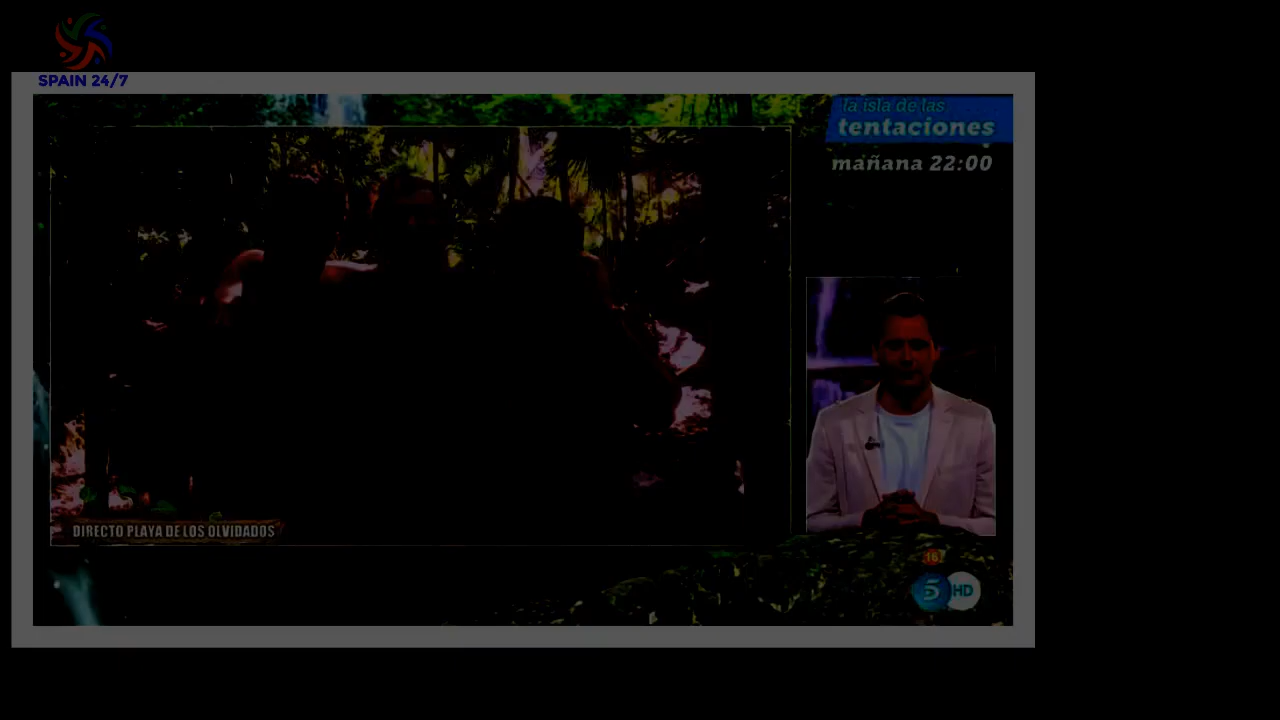 SPAIN 24/7
la isla de las
tentaciones
mañana 22:00
DIRECTO PLAYA DE LOS OLVIDADOS
16
5 HD